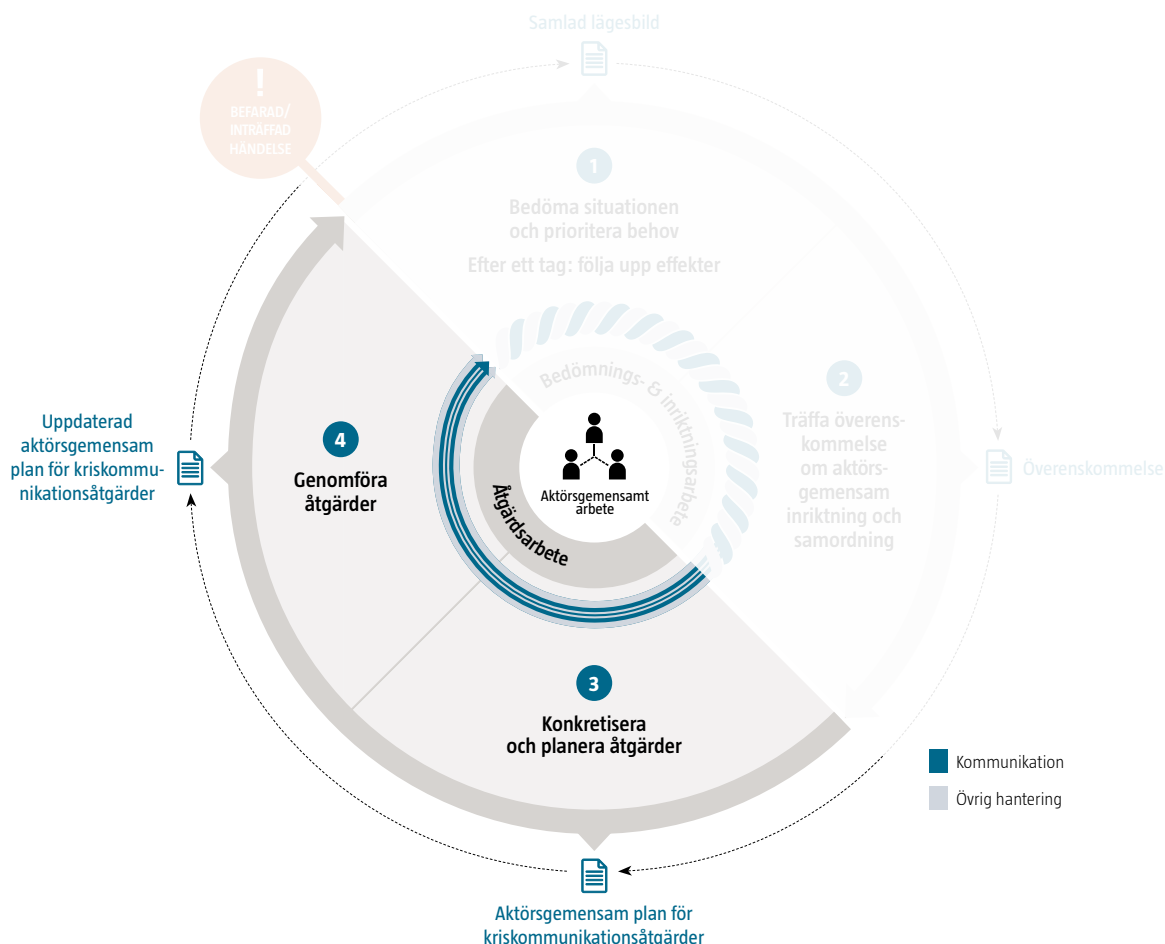 Samlad lägesbild
!
BEFARAD/
INTRÄFFAD
HÄNDELSE
1
Bedöma situationen
och prioritera behov
Efter ett tag: följa upp effekter
Bedömnings- & inriktningsarbete
2
Träffa överens-
kommelse
om aktörs-
gemensam
inriktning och
samordning
Överenskommelse
Uppdaterad
aktörsgemensam
plan för kriskommu-
nikationsåtgärder
4
Genomföra
åtgärder
Aktörsgemensamt
arbete
Åtgärdsarbete
3
Konkretisera
och planera åtgärder
Kommunikation
Övrig hantering
Aktörsgemensam plan för
kriskommunikationsåtgärder